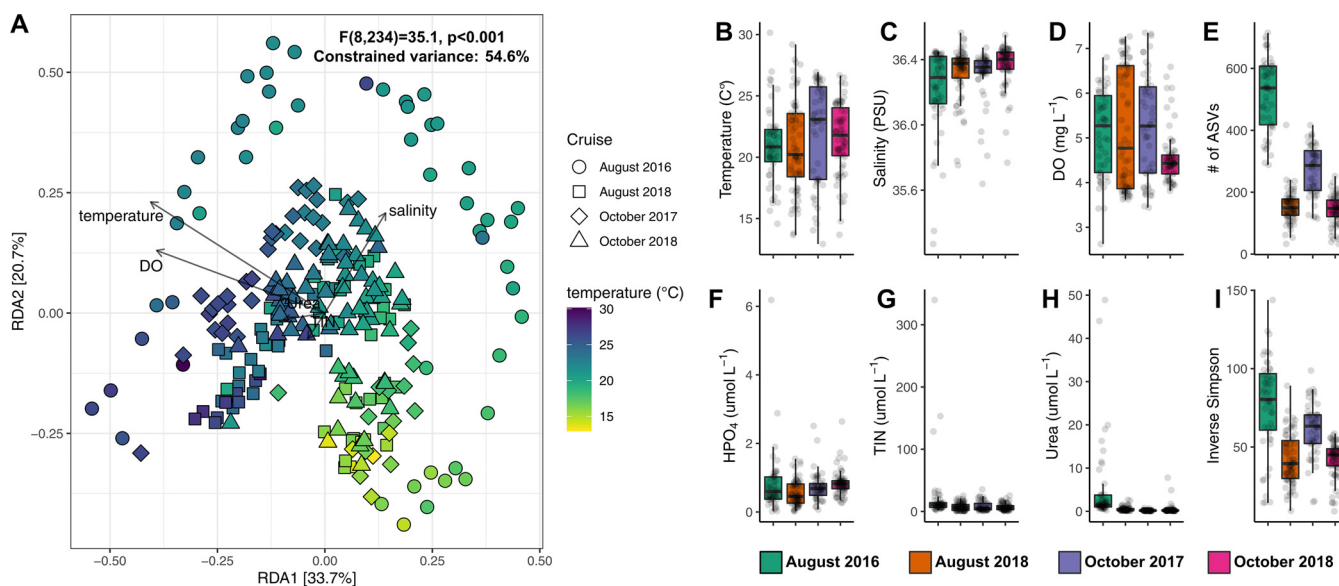 A
F(8,234)=35.1, p<0.001
Constrained variance: 54.6%
0.50
0.25
0.00
−0.25
RDA2 [20.7%]
temperature
DO
salinity
Urea
TIN
−0.50
−0.25
0.00
0.25
0.50
RDA1 [33.7%]
Cruise
August 2016
August 2018
October 2017
October 2018
temperature (°C)
30
25
20
15
B
Temperature (C°)
30
25
20
15
C
Salinity (PSU)
36.4
36.0
35.6
D
DO (mg L−1)
7
6
5
4
3
E
# of ASVs
600
400
200
0
F
HPO4 (umol L−1)
6
4
2
0
G
TIN (umol L−1)
300
200
100
0
H
Urea (umol L−1)
50
40
30
20
10
0
I
Inverse Simpson
150
100
50
August 2016
August 2018
October 2017
October 2018